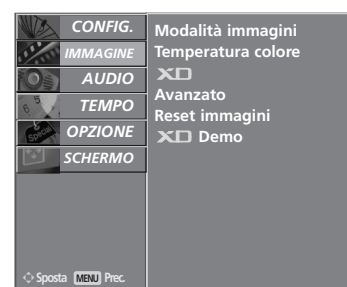 CONFIG.
IMMAGINE
AUDIO
TEMPO
OPZIONE
SCHERMO
Modalità immagini
Temperatura colore
XD
Avanzato
Reset immagini
XD Demo
Sposta MENU Prec.